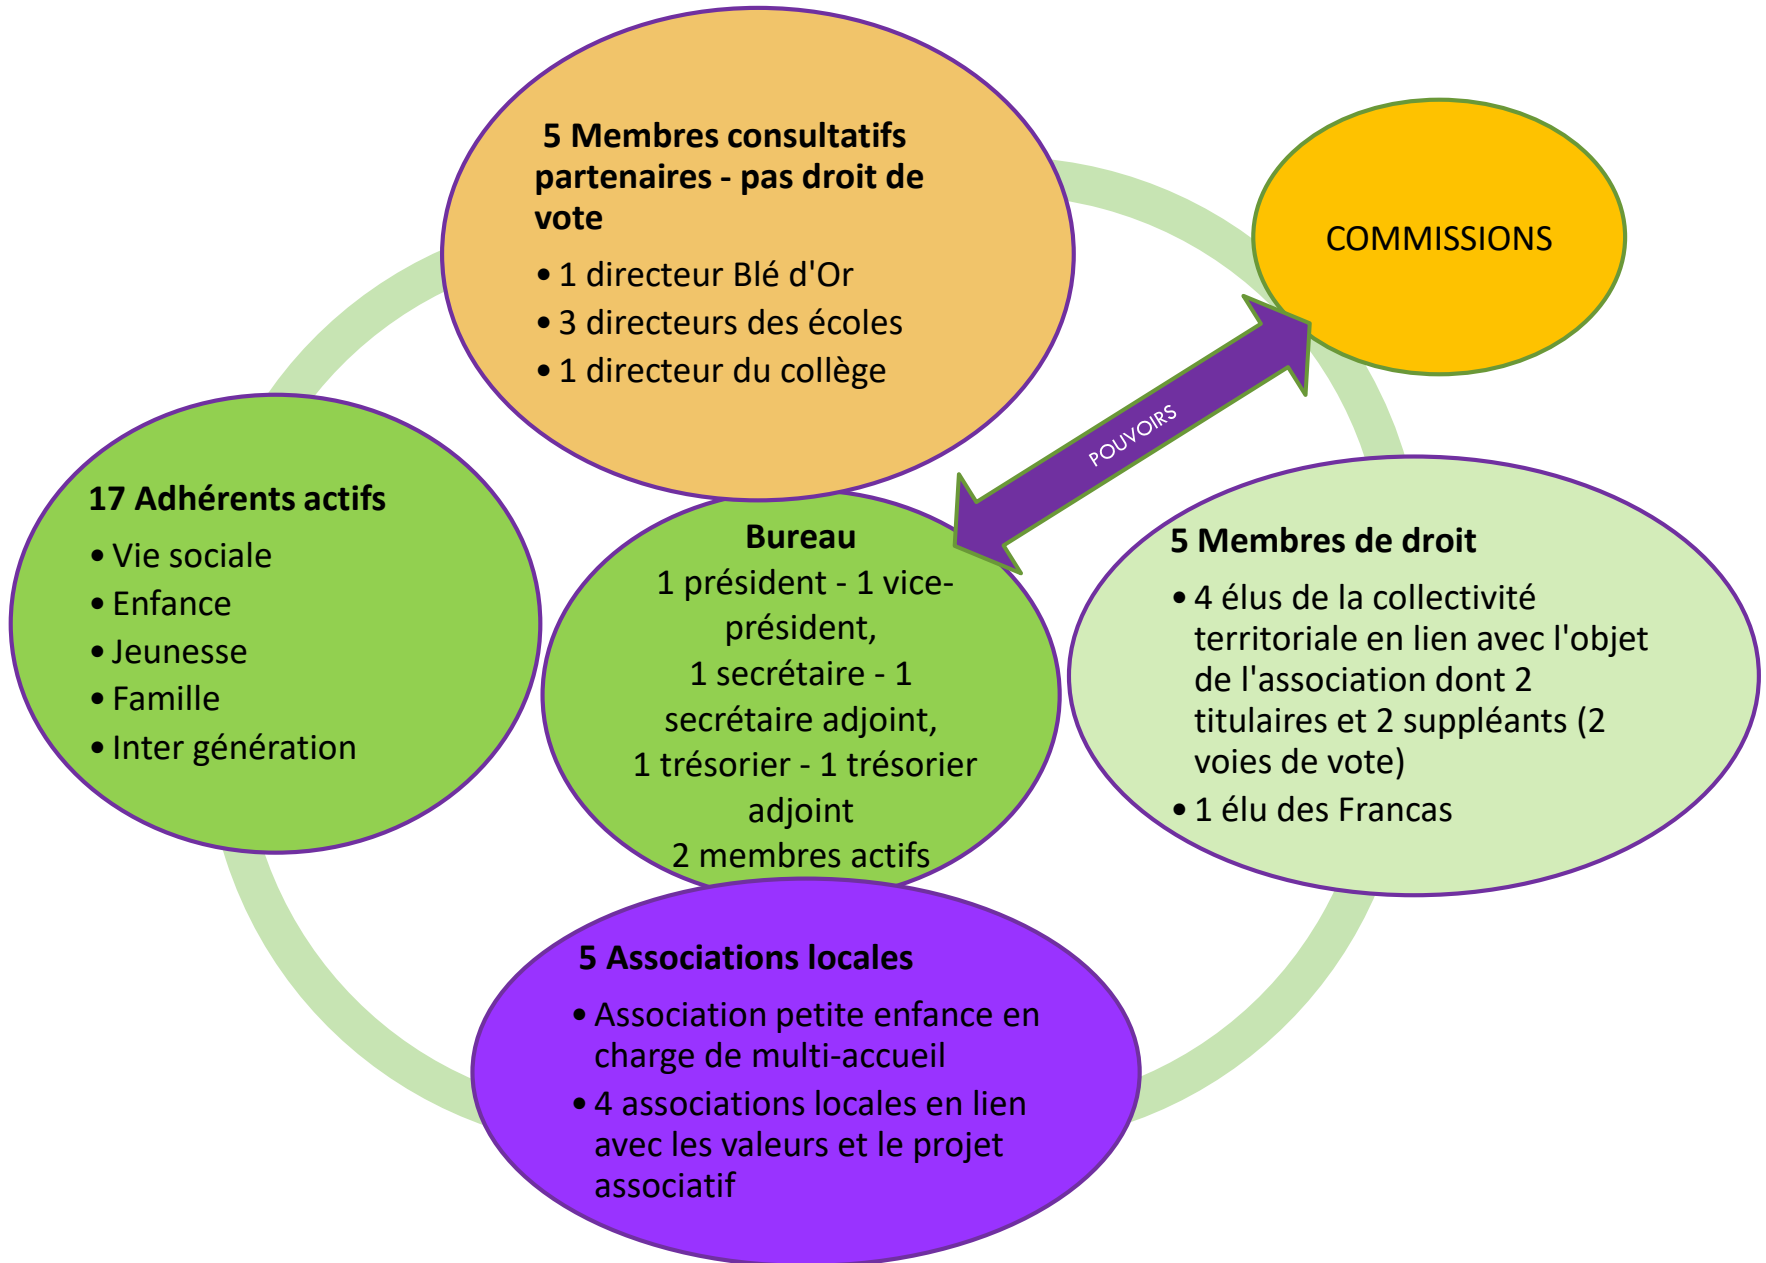 5 Membres consultatifs
partenaires - pas droit de
vote
• 1 directeur Blé d'Or
• 3 directeurs des écoles
• 1 directeur du collège
COMMISSIONS
POUVOIRS
17 Adhérents actifs
• Vie sociale
• Enfance
• Jeunesse
• Famille
• Inter génération
Bureau
1 président - 1 vice-
président,
1 secrétaire - 1
secrétaire adjoint,
1 trésorier - 1 trésorier
adjoint
2 membres actifs
5 Membres de droit
• 4 élus de la collectivité
territoriale en lien avec l'objet
de l'association dont 2
titulaires et 2 suppléants (2
voies de vote)
• 1 élu des Francas
5 Associations locales
• Association petite enfance en
charge de multi-accueil
• 4 associations locales en lien
avec les valeurs et le projet
associatif